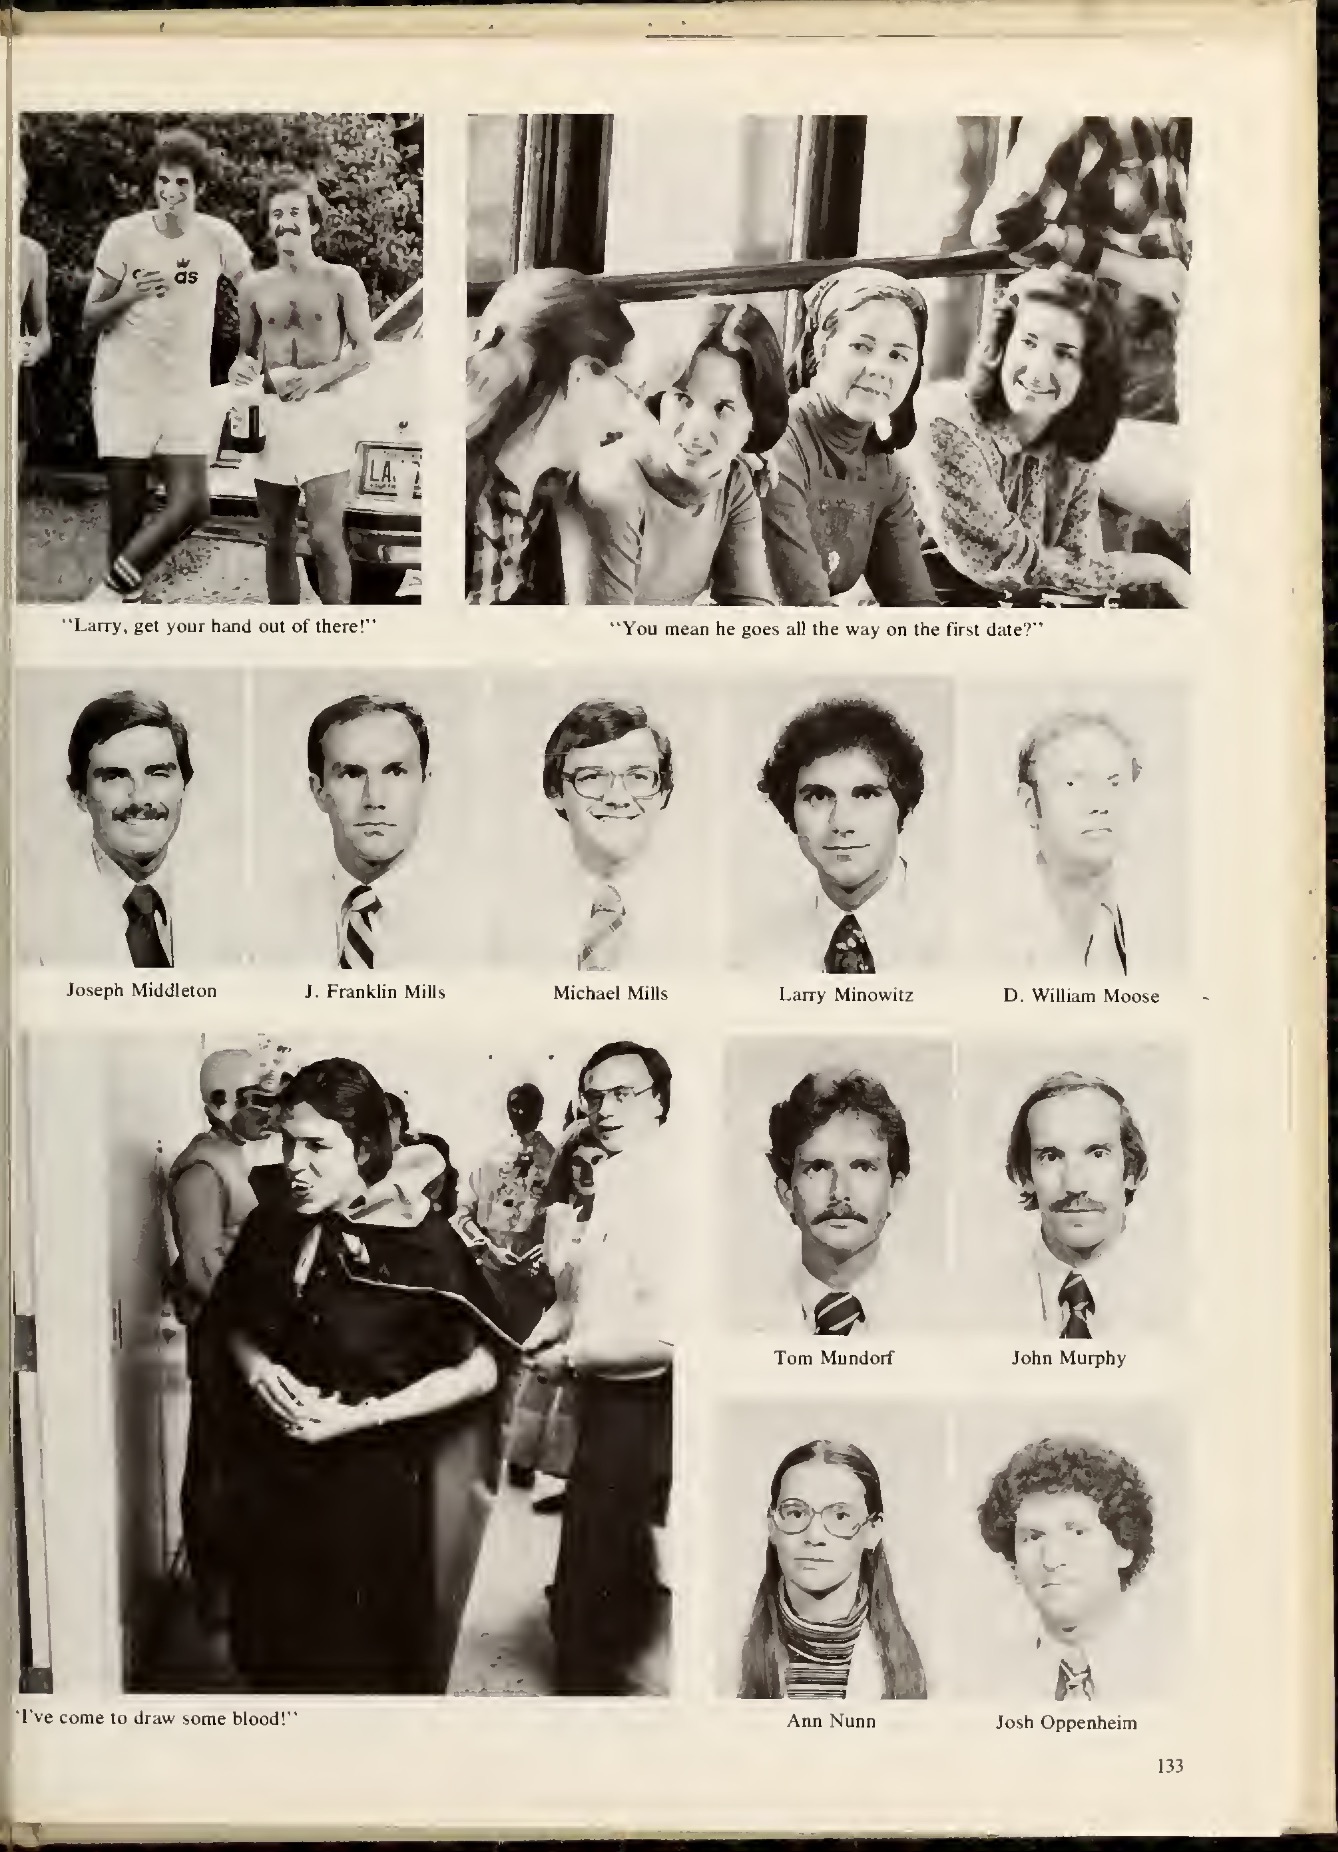 as
LA
"Larry, get your hand out of there!"
"You mean he goes all the way on the first date?"
Joseph Middleton
J. Franklin Mills
Michael Mills
Larry Minowitz
D. William Moose
Tom Mundorf
John Murphy
"I've come to draw some blood!"
Ann Nunn
Josh Oppenheim
133